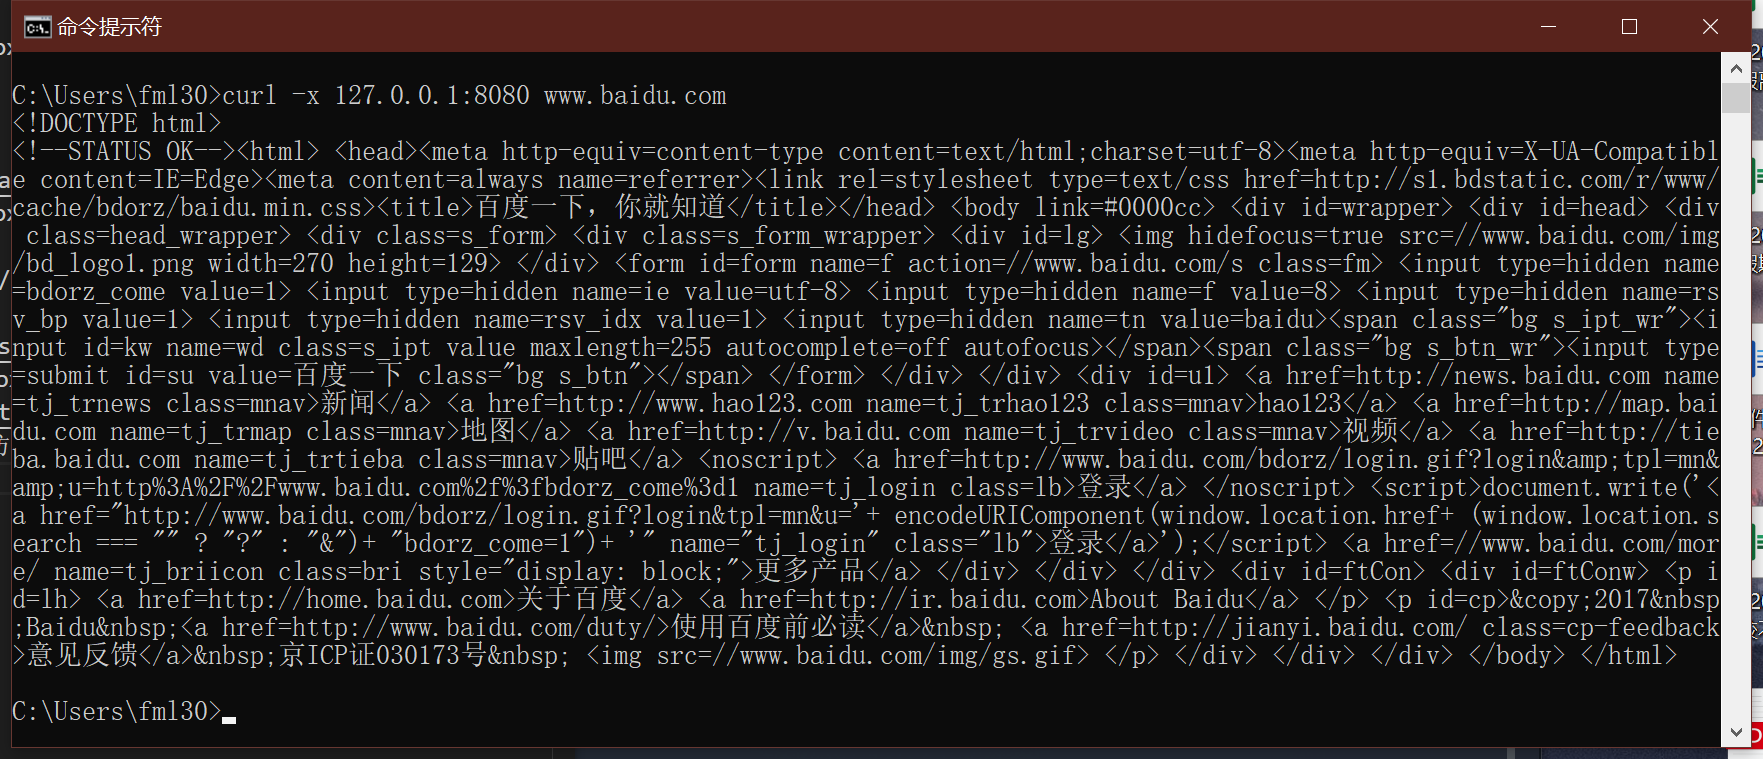 命令提示符
C:\Users\fml30>curl -x 127.0.0.1:8080 www.baidu.com
<!DOCTYPE html>
<!--STATUS OK--><html> <head><meta http-equiv=content-type content=text/html;charset=utf-8><meta http-equiv=X-UA-Compatibl
e content=IE=Edge><meta content=always name=referrer><link rel=stylesheet type=text/css href=http://s1.bdstatic.com/r/www/
cache/bdorz/baidu.min.css><title>百度一下，你就知道</title></head> <body link=#0000cc> <div id=wrapper> <div id=head> <div
 class=head_wrapper> <div class=s_form> <div class=s_form_wrapper> <div id=lg> <img hidefocus=true src=//www.baidu.com/img
/bd_logo1.png width=270 height=129> </div> <form id=form name=f action=//www.baidu.com/s class=fm> <input type=hidden name
=bdorz_come value=1> <input type=hidden name=ie value=utf-8> <input type=hidden name=f value=8> <input type=hidden name=rs
v_bp value=1> <input type=hidden name=rsv_idx value=1> <input type=hidden name=tn value=baidu><span class="bg s_ipt_wr"><i
nput id=kw name=wd class=s_ipt value maxlength=255 autocomplete=off autofocus></span><span class="bg s_btn_wr"><input type
=submit id=su value=百度一下 class="bg s_btn"></span> </form> </div> </div> <div id=u1> <a href=http://news.baidu.com name
=tj_trnews class=mnav>新闻</a> <a href=http://www.hao123.com name=tj_trhao123 class=mnav>hao123</a> <a href=http://map.bai
du.com name=tj_trmap class=mnav>地图</a> <a href=http://v.baidu.com name=tj_trvideo class=mnav>视频</a> <a href=http://tie
ba.baidu.com name=tj_trtieba class=mnav>贴吧</a> <noscript> <a href=http://www.baidu.com/bdorz/login.gif?login&amp;tpl=mn&
amp;u=http%3A%2F%2Fwww.baidu.com%2f%3fbdorz_come%3d1 name=tj_login class=lb>登录</a> </noscript> <script>document.write('<
a href="http://www.baidu.com/bdorz/login.gif?login&tpl=mn&u='+ encodeURIComponent(window.location.href+ (window.location.s
earch === "" ? "?" : "&")+ "bdorz_come=1")+ '" name="tj_login" class="lb">登录</a>');</script> <a href=//www.baidu.com/mor
e/ name=tj_briicon class=bri style="display: block;">更多产品</a> </div> </div> </div> <div id=ftCon> <div id=ftConw> <p i
d=lh> <a href=http://home.baidu.com>关于百度</a> <a href=http://ir.baidu.com>About Baidu</a> </p> <p id=cp>&copy;2017&nbsp
;Baidu&nbsp;<a href=http://www.baidu.com/duty/>使用百度前必读</a>&nbsp; <a href=http://jianyi.baidu.com/ class=cp-feedback
>意见反馈</a>&nbsp;京ICP证030173号&nbsp; <img src=//www.baidu.com/img/gs.gif> </p> </div> </div> </div> </body> </html>
C:\Users\fml30>